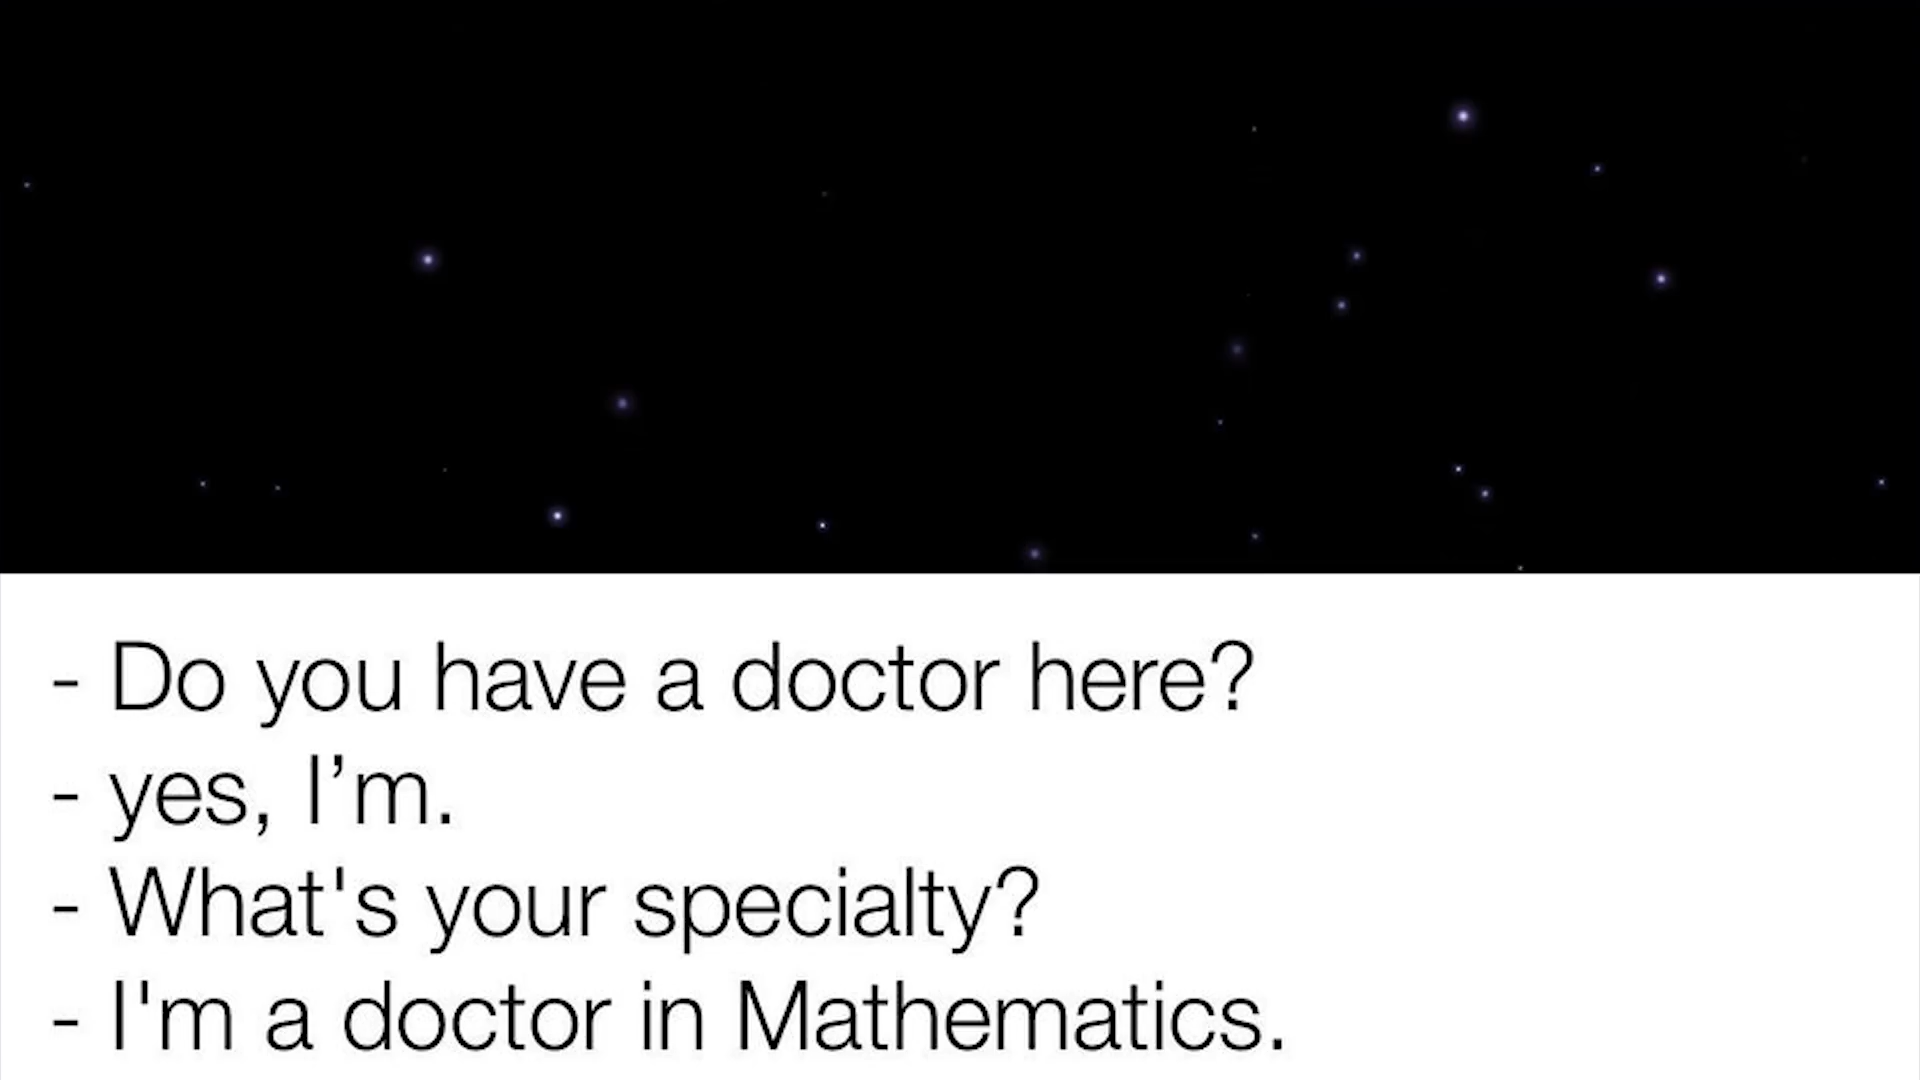 - Do you have a doctor here?
- yes, I’m.
- What's your specialty?
- I'm a doctor in Mathematics.